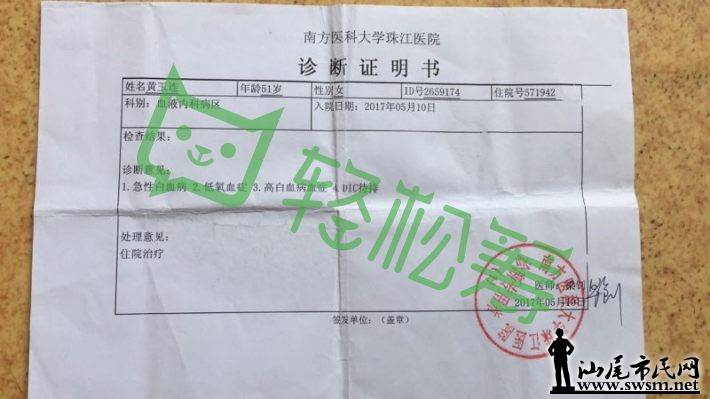 南方医科大学珠江医院
诊断证明书
姓名黄玉连 年龄51岁 性别女 ID号2659174 住院号571942
科别：血液内科病区 入院日期：2017年05月10日
检查结果：
诊断意见：
1.急性白血病 2.低氧血症 3.高白血病血症 4.DIC待排
处理意见：
住院治疗
医师：梁
2017年05月10日
签发单位：（盖章）
轻松筹
汕尾市民网
www.swsm.net